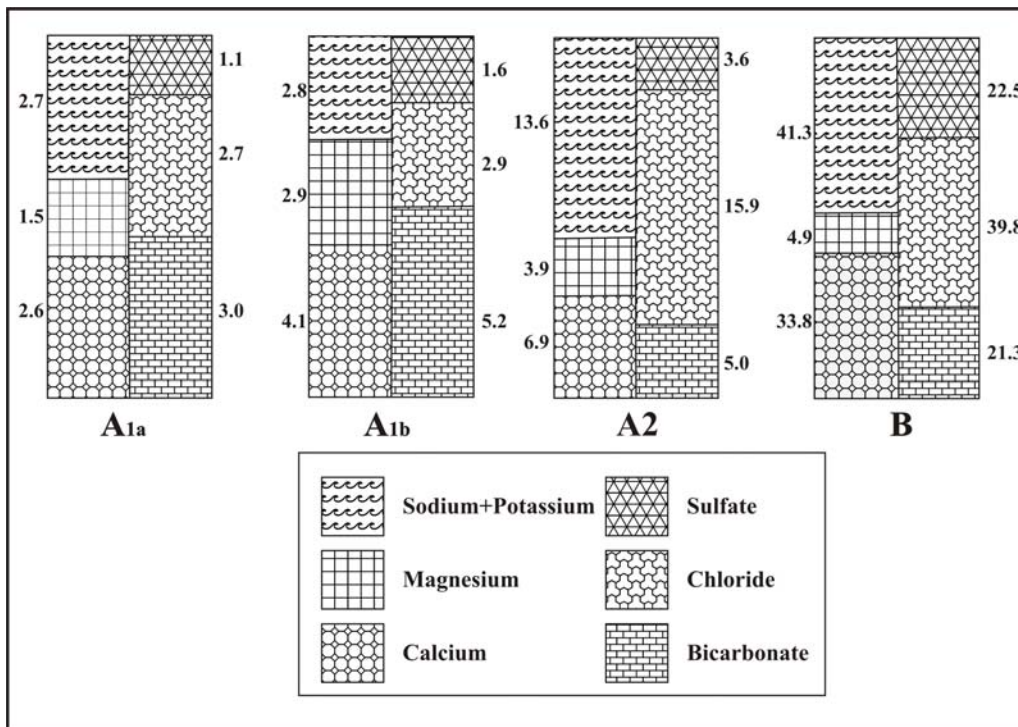 1.1
1.6
3.6
22.5
2.7
2.8
13.6
41.3
2.7
2.9
15.9
39.8
1.5
2.9
3.9
4.9
2.6
3.0
4.1
5.2
6.9
5.0
33.8
21.3
A1a
A1b
A2
B
Sodium+Potassium
Sulfate
Magnesium
Chloride
Calcium
Bicarbonate